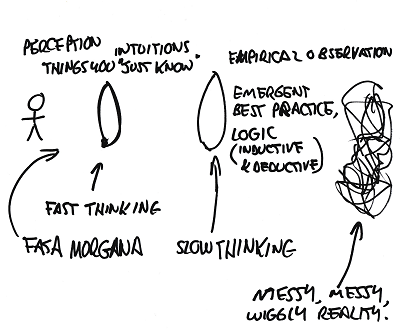 PERCEPTION
INTUITIONS
"THINGS YOU "JUST KNOW".
EMPIRICAL OBSERVATION
EMERGENT
BEST PRACTICE,
LOGIC
(INDUCTIVE
& DEDUCTIVE)
FAST THINKING
FATA MORGANA
SLOW THINKING
MESSY, MESSY,
WIGGLY REALITY.